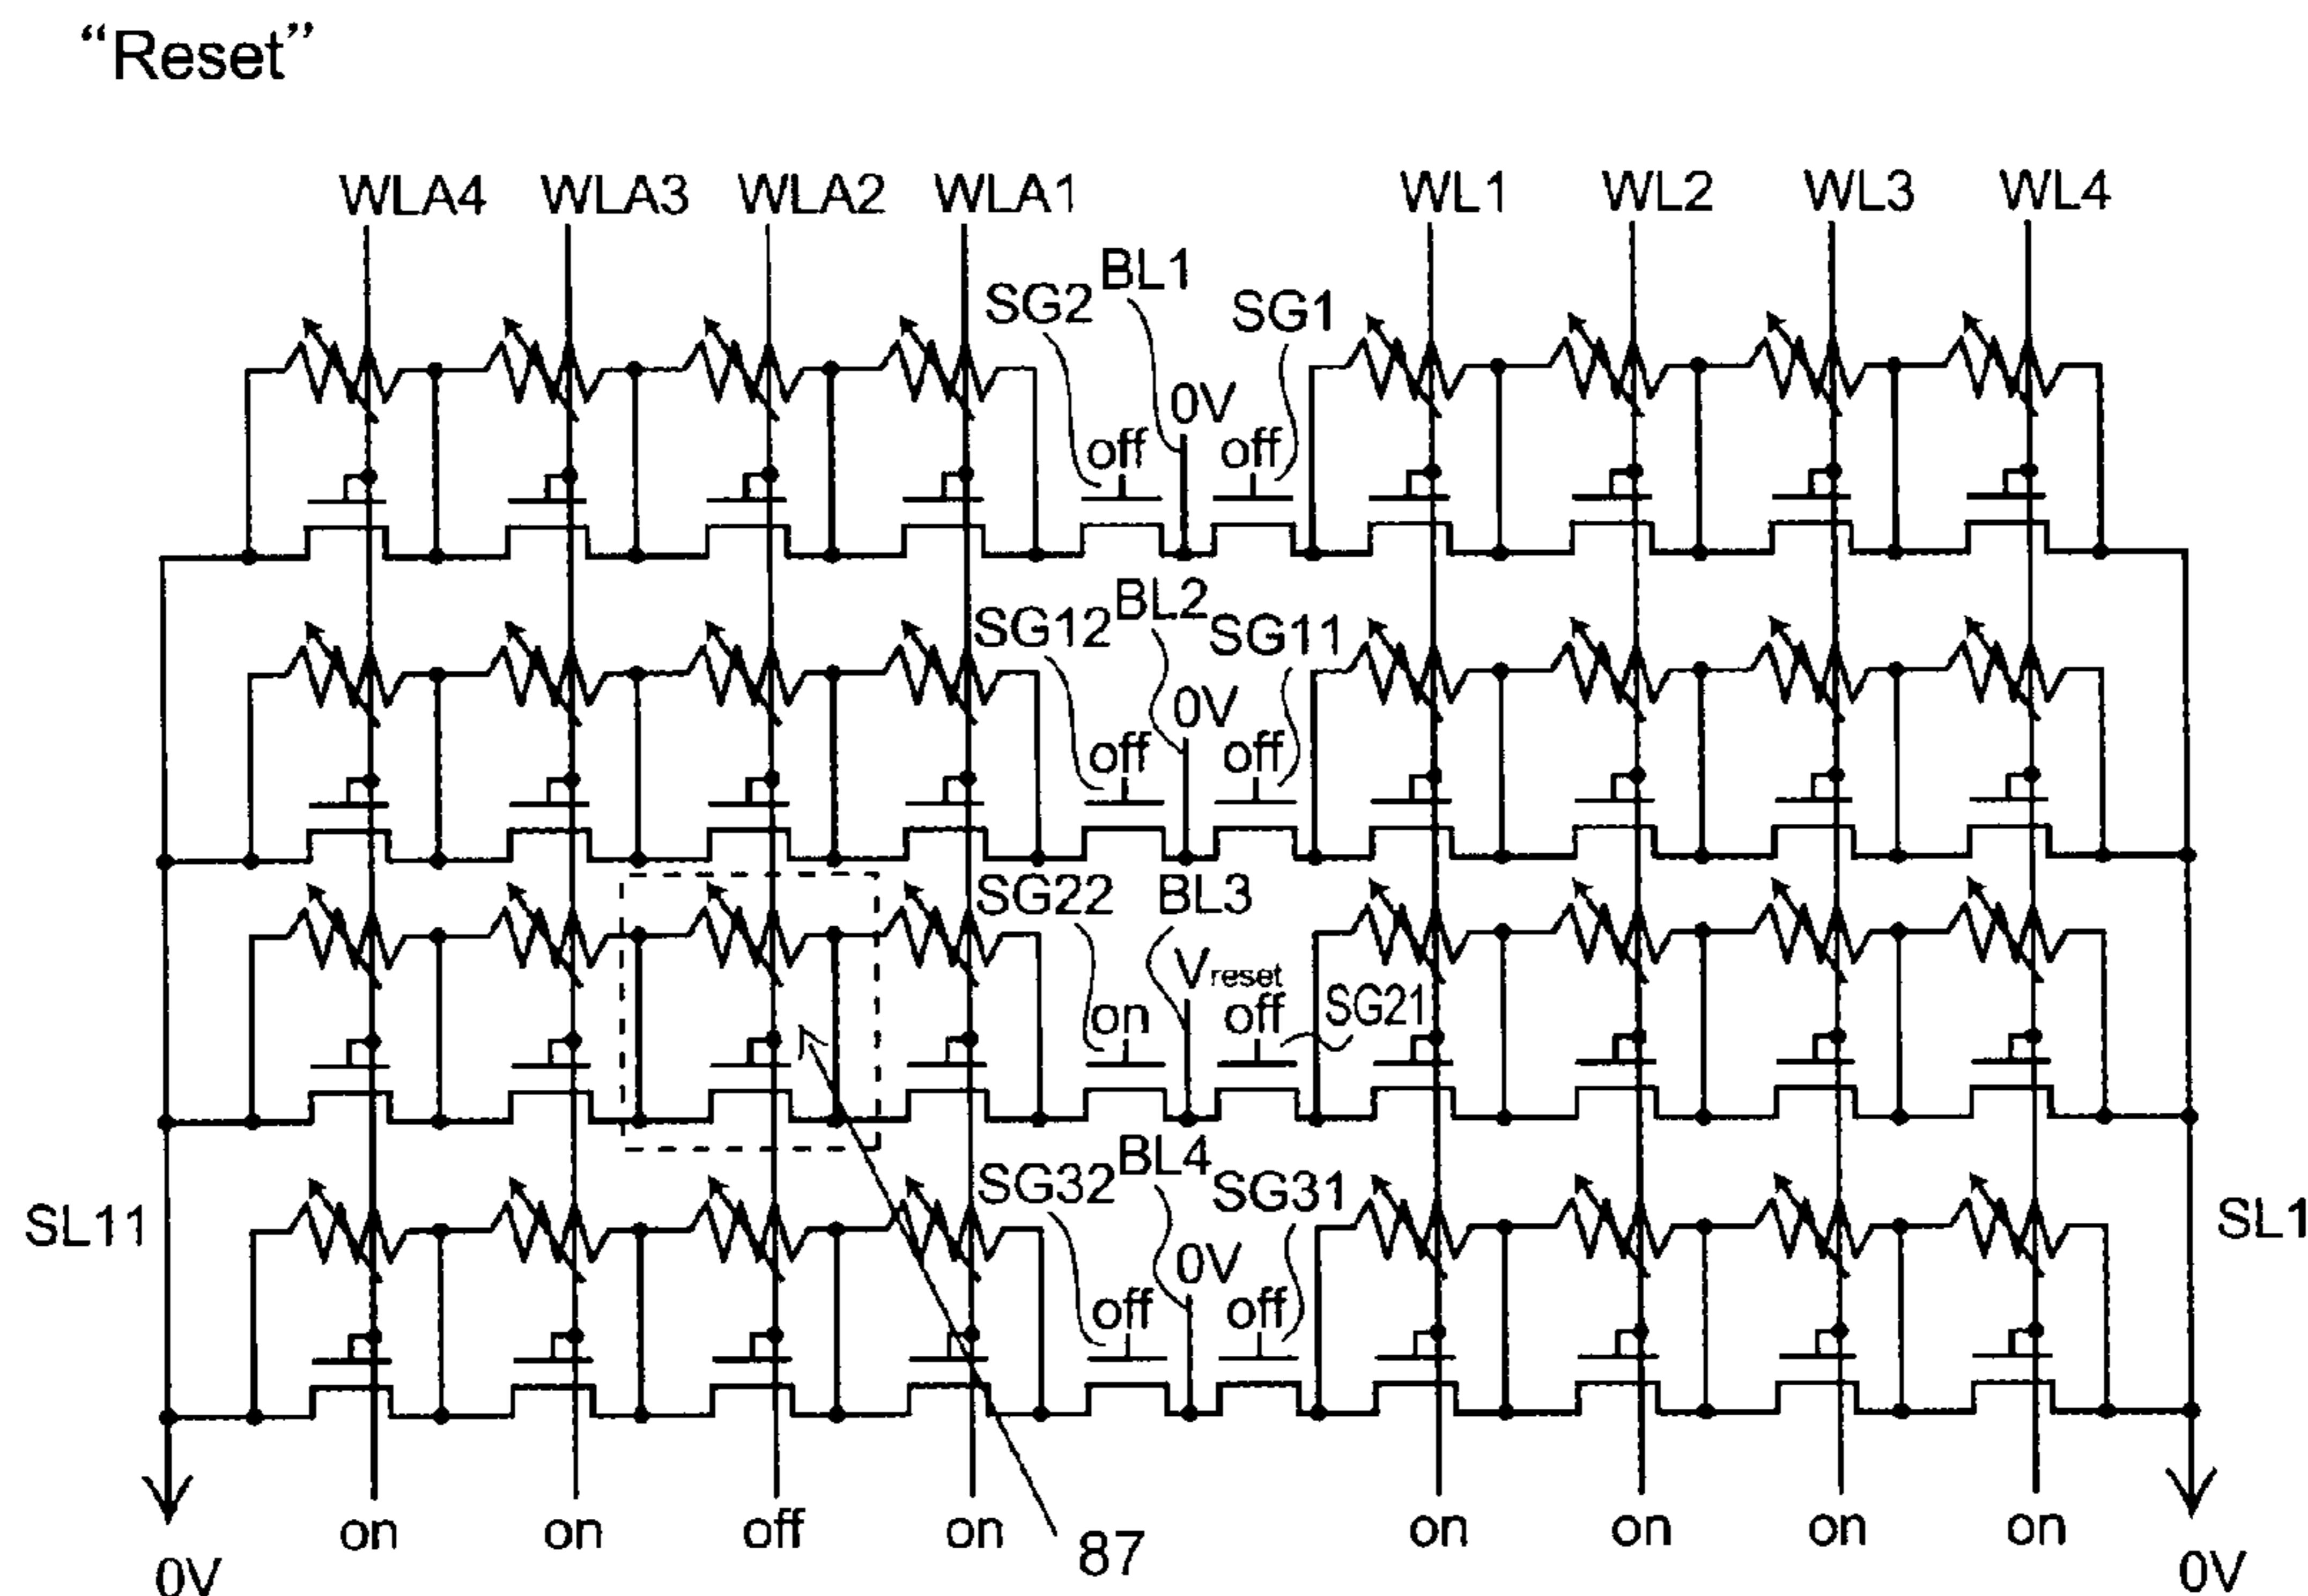 “Reset”
WLA4 WLA3 WLA2 WLA1 WL1 WL2 WL3 WL4
SG2 BL1 SG1
0V
off off
SG12 BL2 SG11
0V
off off
SG22 BL3
Vreset
on off SG21
SG32 BL4 SG31
SL11 SL1
0V
off off
on on off on on on on on
87
0V 0V